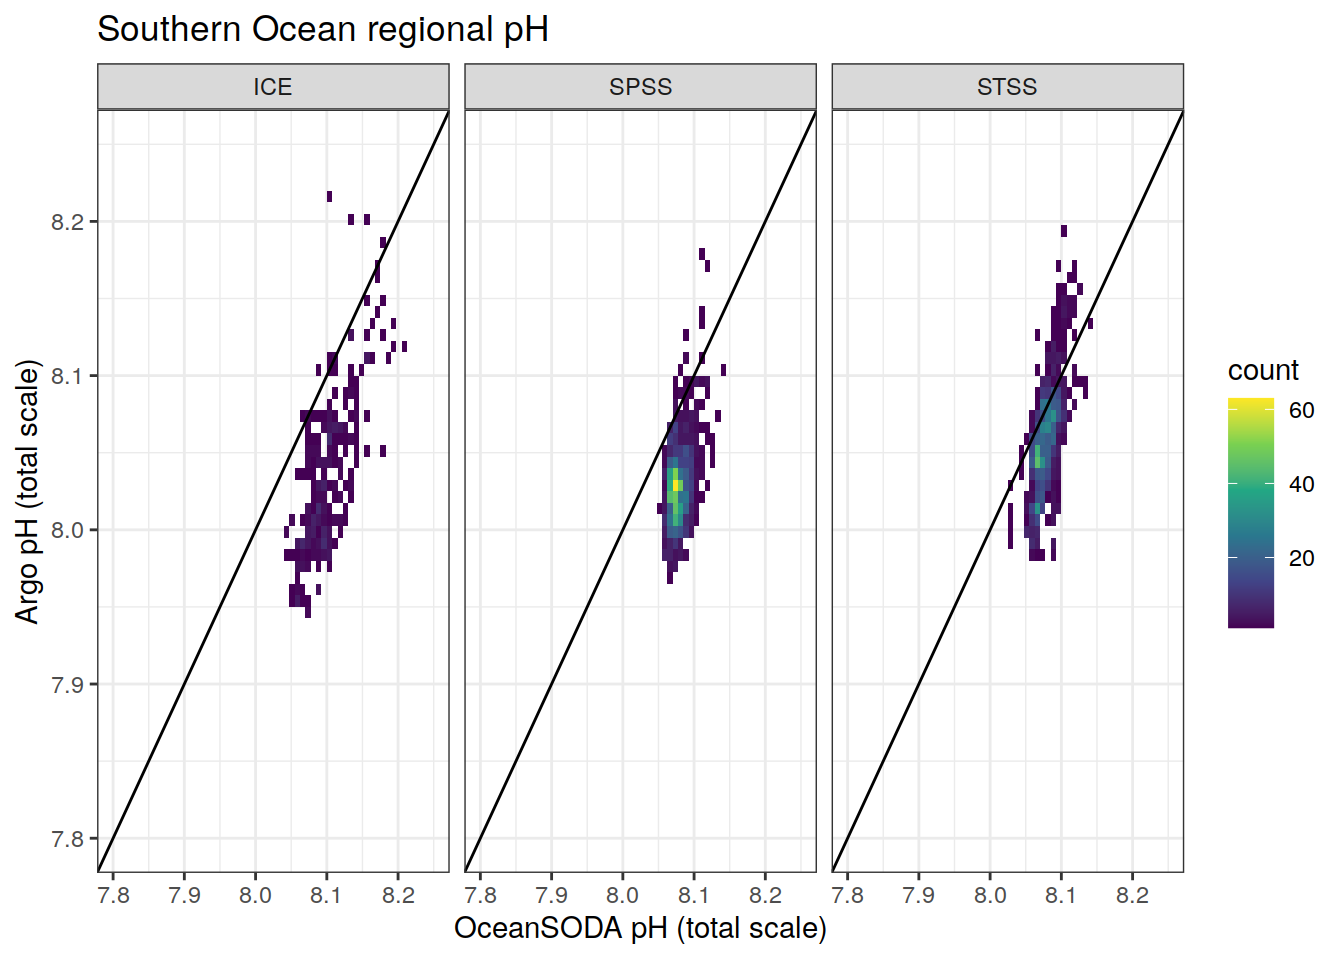 Southern Ocean regional pH
ICE
SPSS
STSS
8.2
8.1
8.0
7.9
7.8
Argo pH (total scale)
7.8 7.9 8.0 8.1 8.2
7.8 7.9 8.0 8.1 8.2
7.8 7.9 8.0 8.1 8.2
OceanSODA pH (total scale)
count
60
40
20